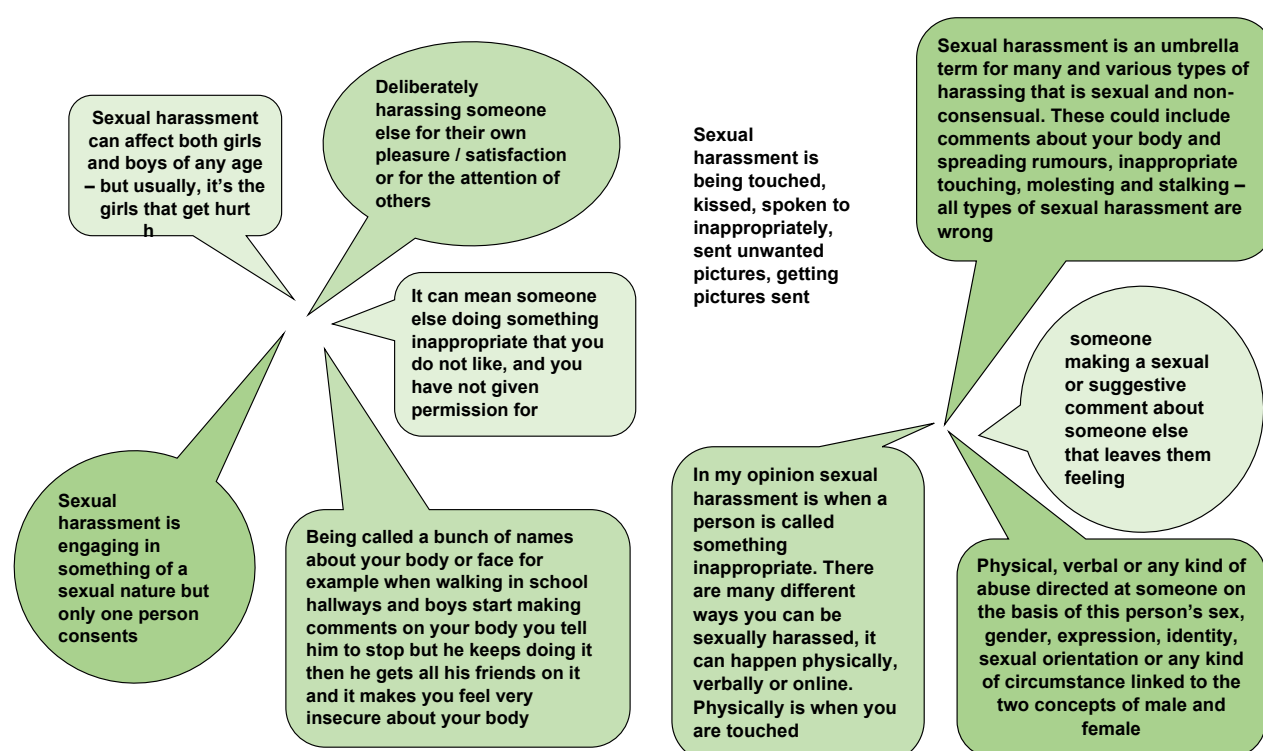 Sexual harassment
can affect both girls
and boys of any age
– but usually, it's the
girls that get hurt
h
Deliberately
harassing someone
else for their own
pleasure / satisfaction
or for the attention of
others
It can mean someone
else doing something
inappropriate that you
do not like, and you
have not given
permission for
Sexual
harassment is
engaging in
something of a
sexual nature but
only one person
consents
Being called a bunch of names
about your body or face for
example when walking in school
hallways and boys start making
comments on your body you tell
him to stop but he keeps doing it
then he gets all his friends on it
and it makes you feel very
insecure about your body
Sexual
harassment is
being touched,
kissed, spoken to
inappropriately,
sent unwanted
pictures, getting
pictures sent
Sexual harassment is an umbrella
term for many and various types of
harassing that is sexual and non-
consensual. These could include
comments about your body and
spreading rumours, inappropriate
touching, molesting and stalking –
all types of sexual harassment are
wrong
someone
making a sexual
or suggestive
comment about
someone else
that leaves them
feeling
In my opinion sexual
harassment is when a
person is called
something
inappropriate. There
are many different
ways you can be
sexually harassed, it
can happen physically,
verbally or online.
Physically is when you
are touched
Physical, verbal or any kind of
abuse directed at someone on
the basis of this person's sex,
gender, expression, identity,
sexual orientation or any kind
of circumstance linked to the
two concepts of male and
female